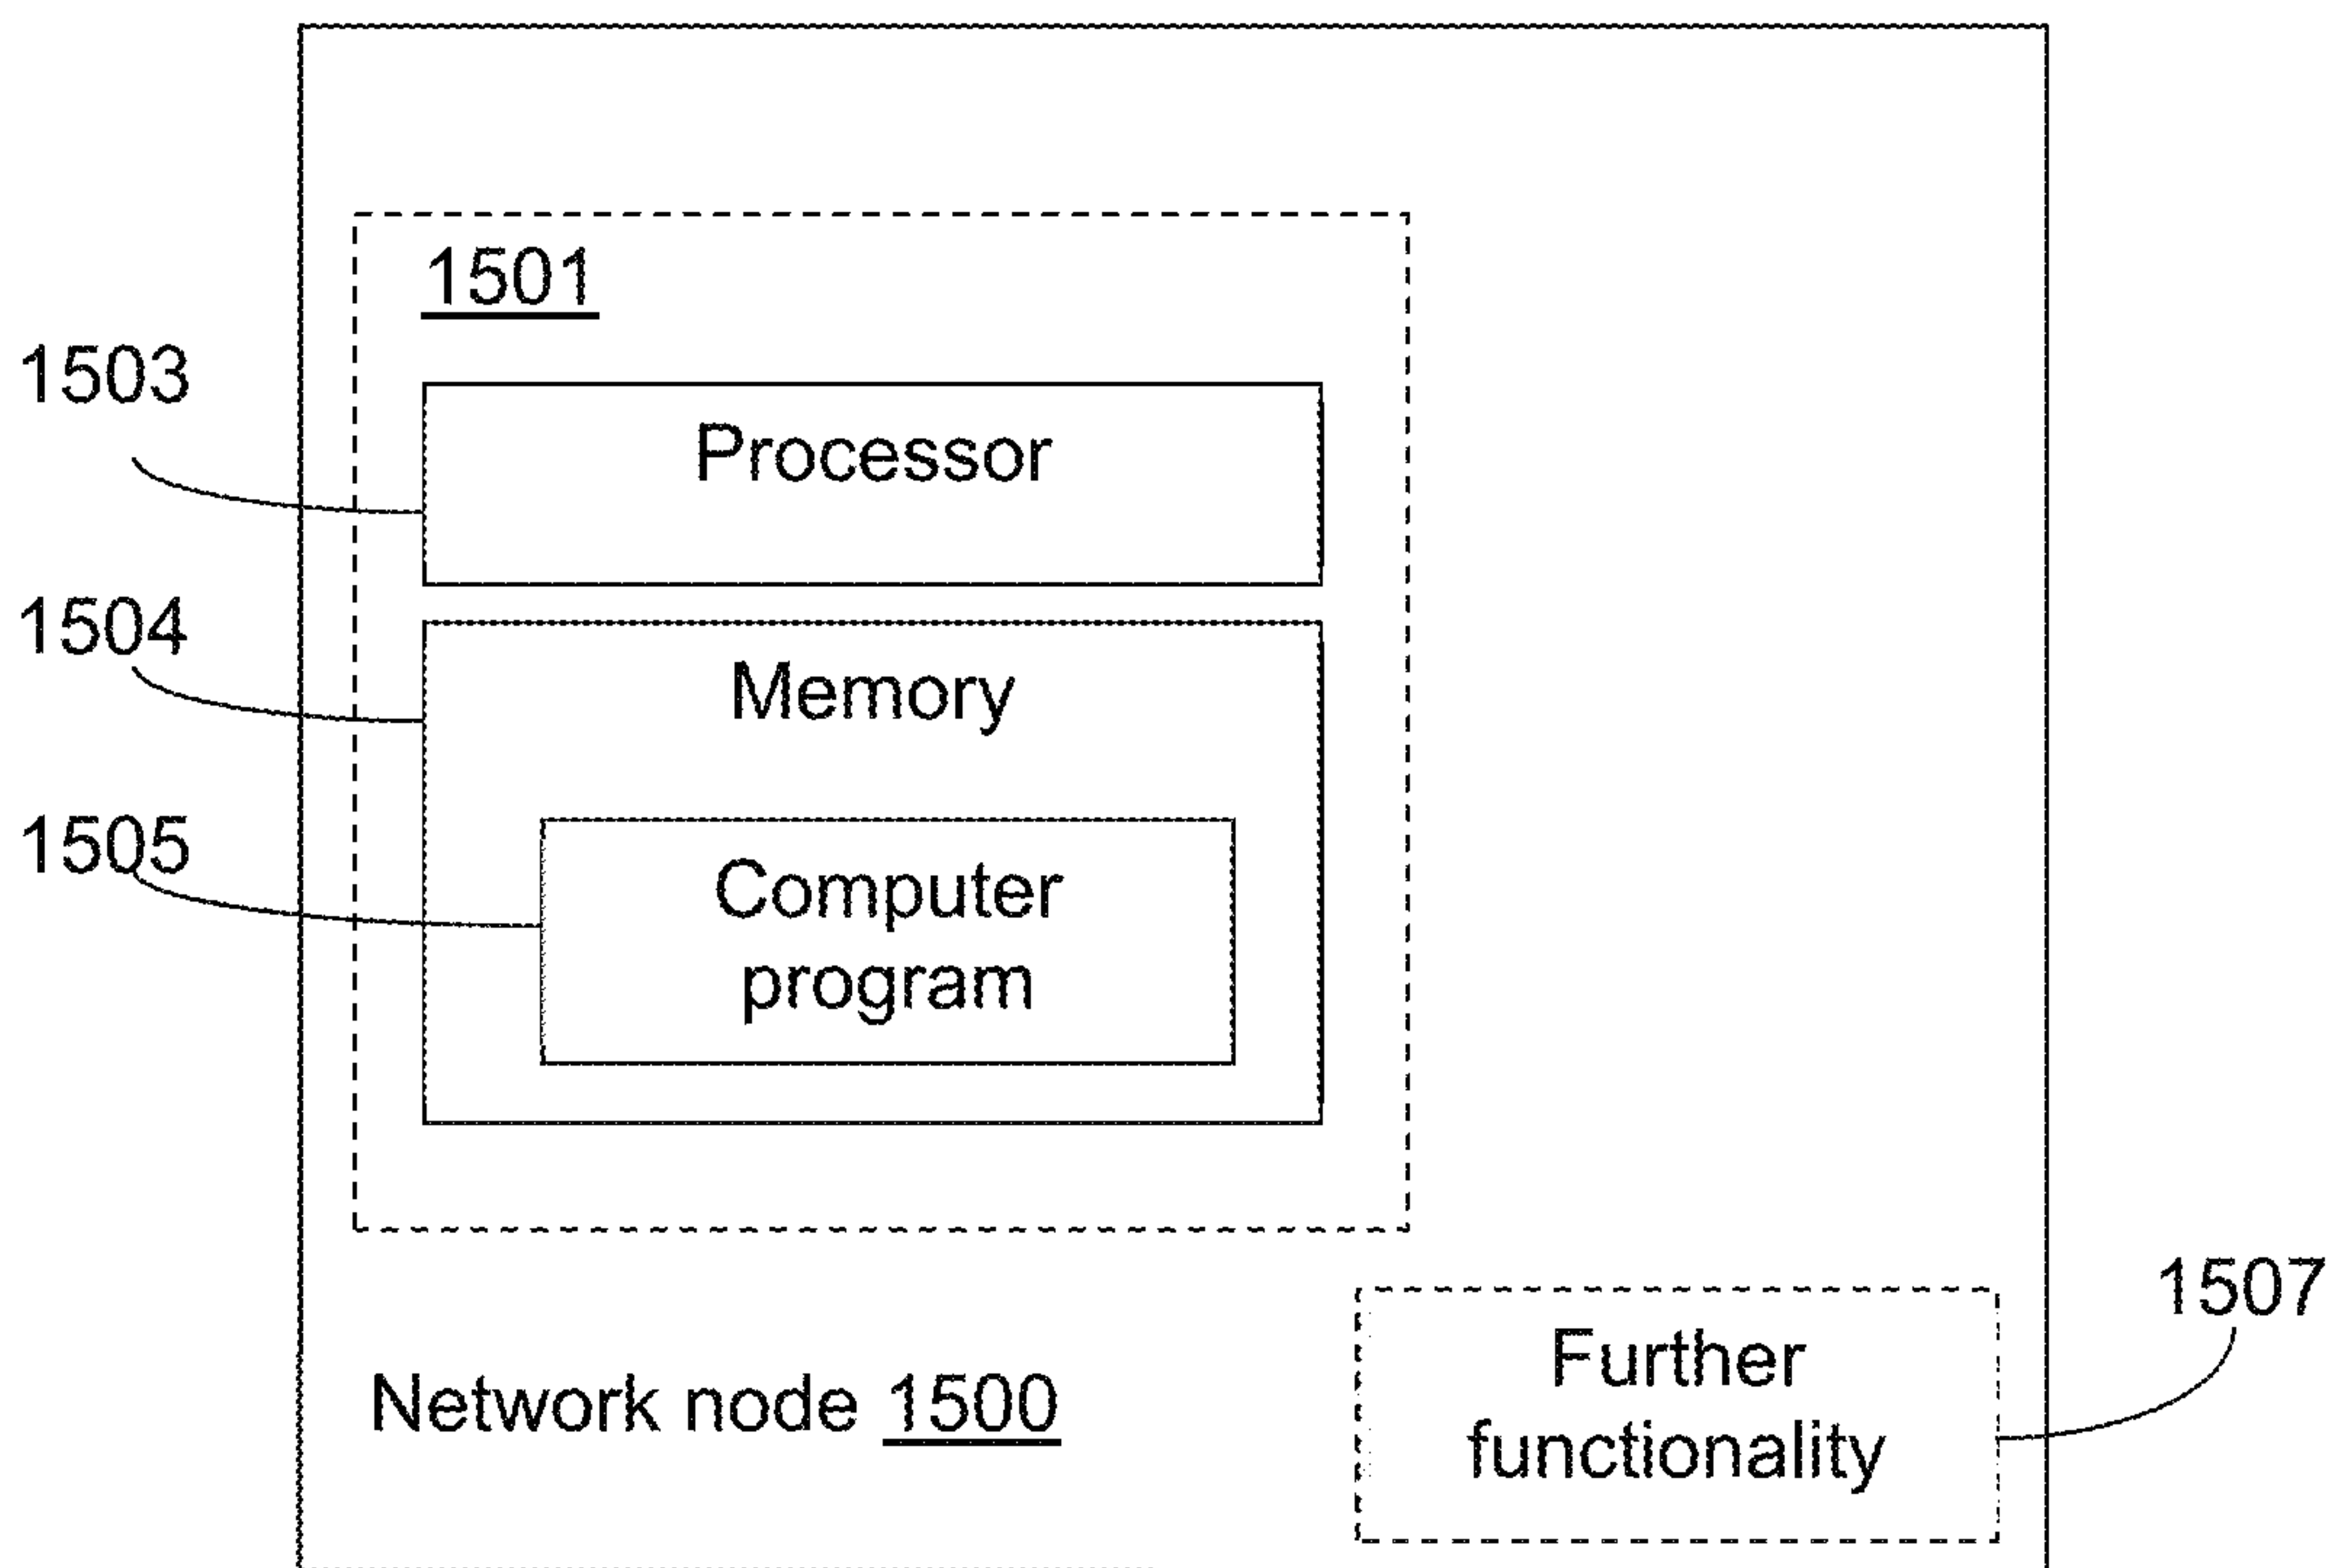 1501
1503
Processor
1504
Memory
1505
Computer
program
1507
Further
functionality
Network node 1500